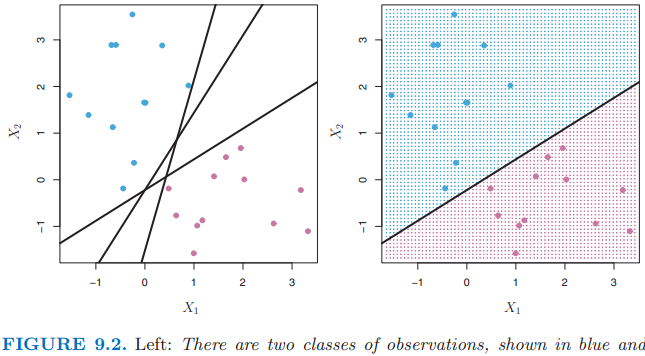 3
2
1
0
−1
X2
−1 0 1 2 3
X1
3
2
1
0
−1
X2
−1 0 1 2 3
X1
FIGURE 9.2. Left: There are two classes of observations, shown in blue and